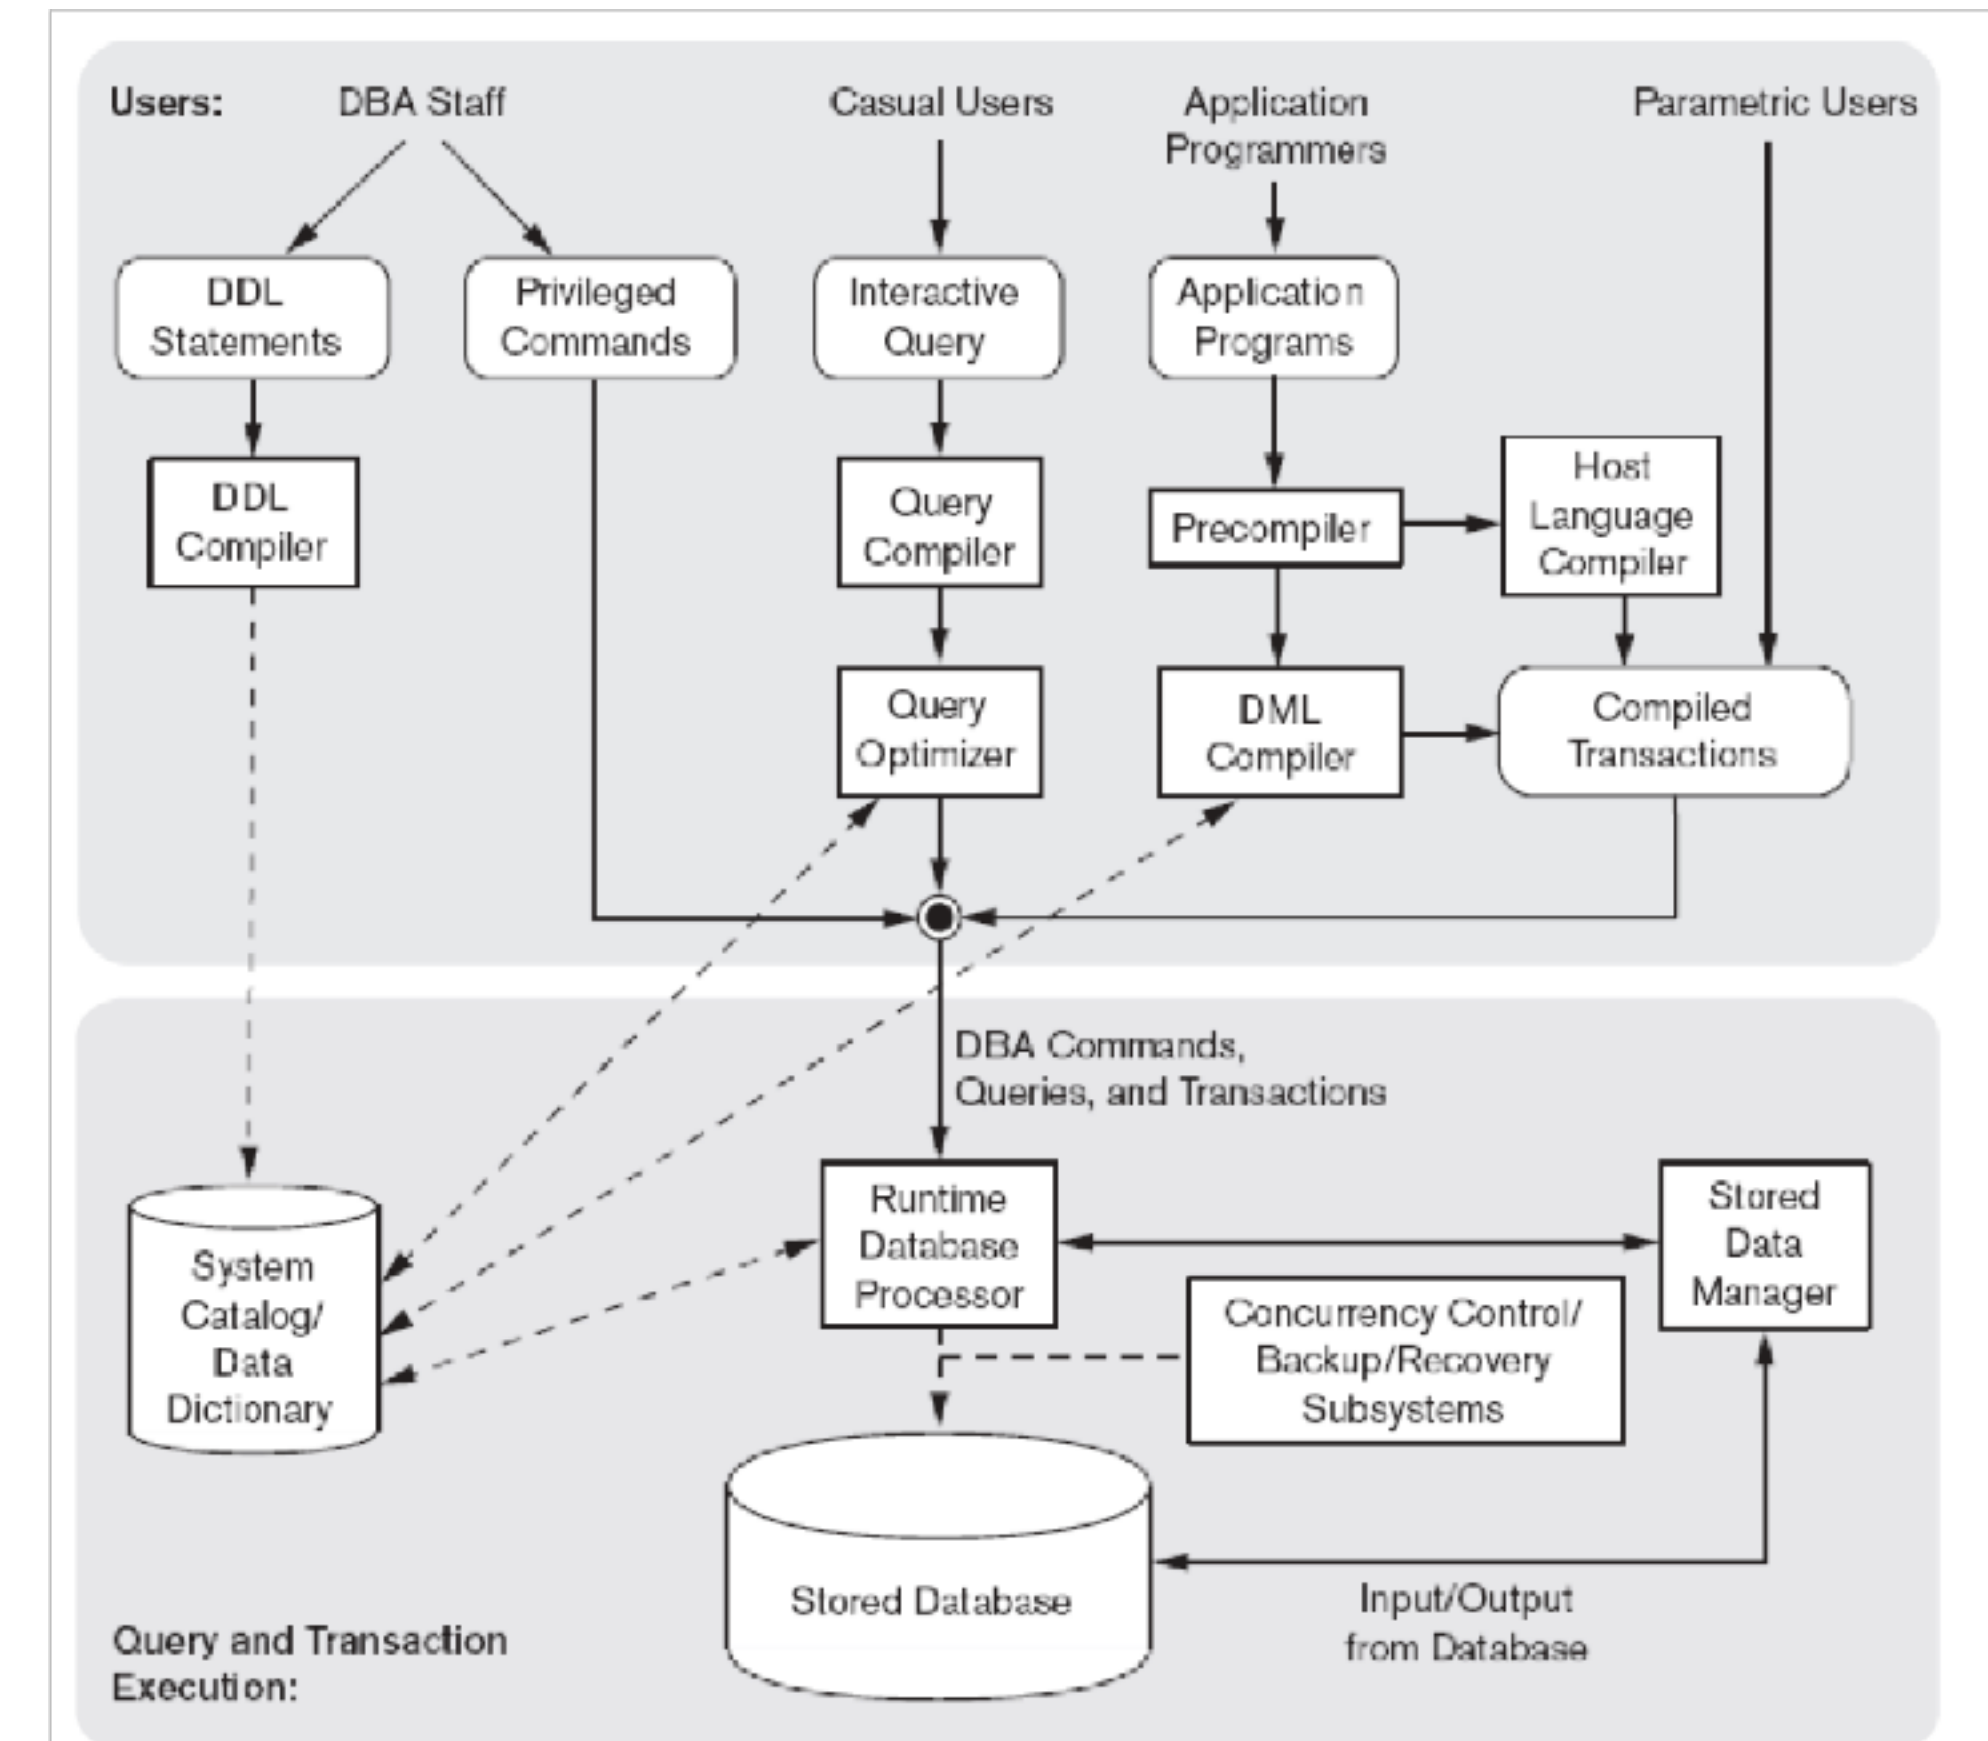 Users:
DBA Staff
Casual Users
Application
Programmers
Parametric Users
DDL
Statements
Privileged
Commands
Interactive
Query
Application
Programs
DDL
Compiler
Query
Compiler
Precompiler
Host
Language
Compiler
Query
Optimizer
DML
Compiler
Compiled
Transactions
DBA Commands,
Queries, and Transactions
System
Catalog/
Data
Dictionary
Runtime
Database
Processor
Stored
Data
Manager
Concurrency Control/
Backup/Recovery
Subsystems
Stored Database
Input/Output
from Database
Query and Transaction
Execution: